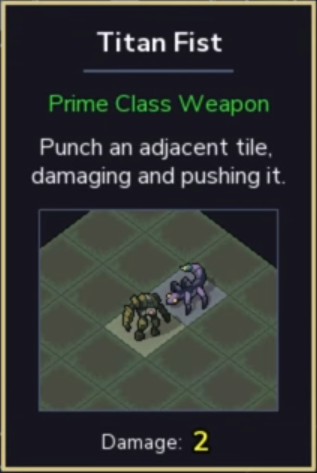 Titan Fist
Prime Class Weapon
Punch an adjacent tile,
damaging and pushing it.
Damage: 2